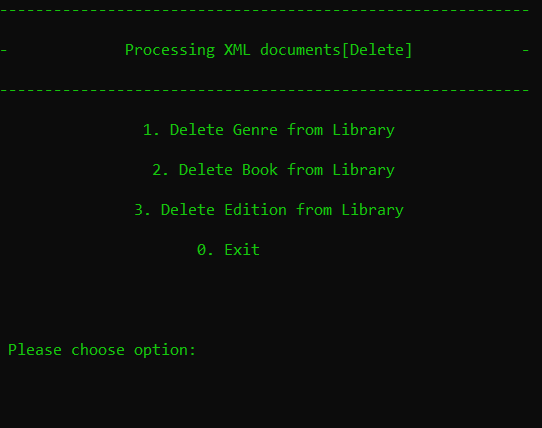 -----------------------------------------------------------
- Processing XML documents[Delete] -
-----------------------------------------------------------
1. Delete Genre from Library
2. Delete Book from Library
3. Delete Edition from Library
0. Exit
Please choose option: